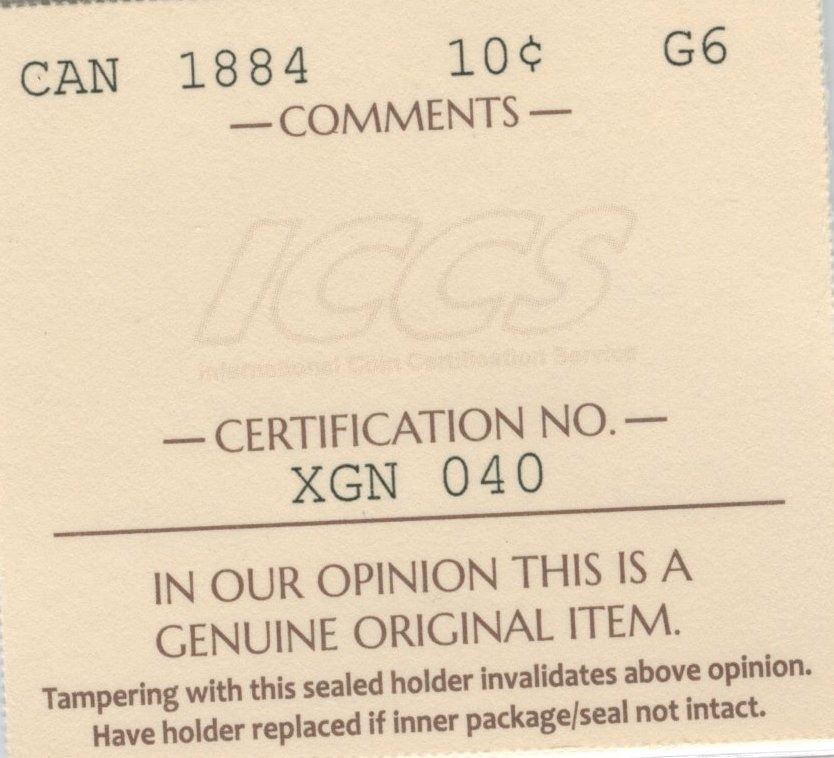 CAN 1884 10¢ G6
— COMMENTS —
ICCS
International Coin Certification Service
— CERTIFICATION NO. —
XGN 040
IN OUR OPINION THIS IS A
GENUINE ORIGINAL ITEM.
Tampering with this sealed holder invalidates above opinion.
Have holder replaced if inner package/seal not intact.